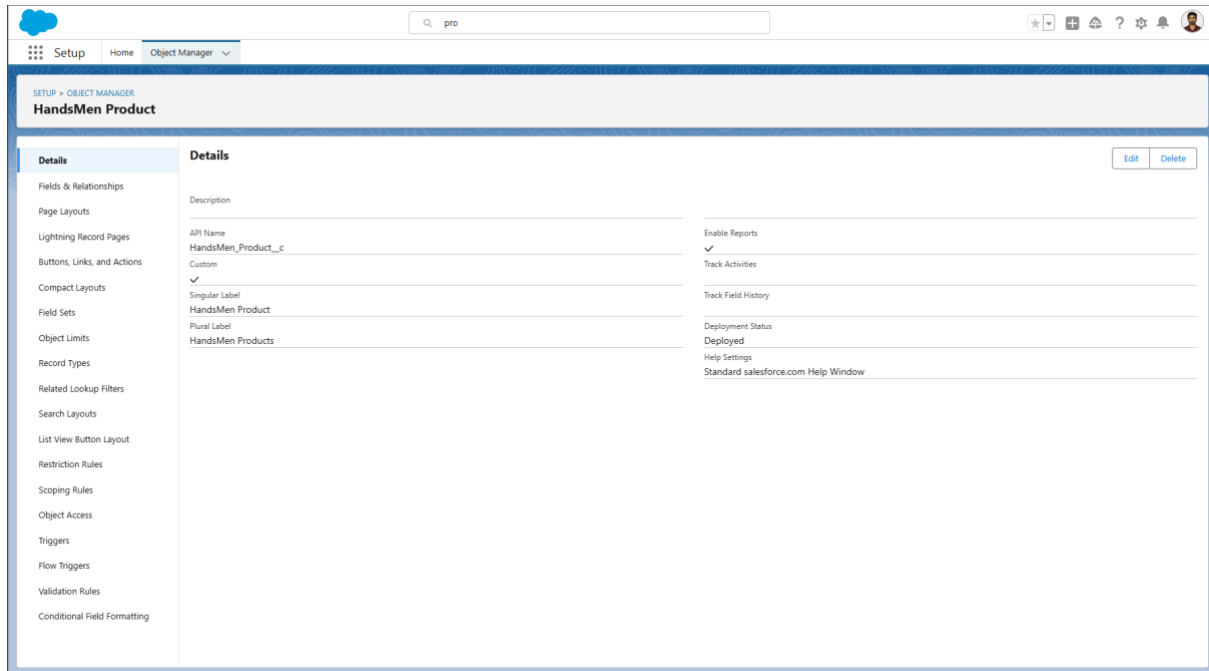 pro
Setup
Home
Object Manager
SETUP > OBJECT MANAGER
HandsMen Product
Details
Fields & Relationships
Page Layouts
Lightning Record Pages
Buttons, Links, and Actions
Compact Layouts
Field Sets
Object Limits
Record Types
Related Lookup Filters
Search Layouts
List View Button Layout
Restriction Rules
Scoping Rules
Object Access
Triggers
Flow Triggers
Validation Rules
Conditional Field Formatting
Details
Edit
Delete
Description
API Name
HandsMen_Product__c
Custom
Singular Label
HandsMen Product
Plural Label
HandsMen Products
Enable Reports
Track Activities
Track Field History
Deployment Status
Deployed
Help Settings
Standard salesforce.com Help Window